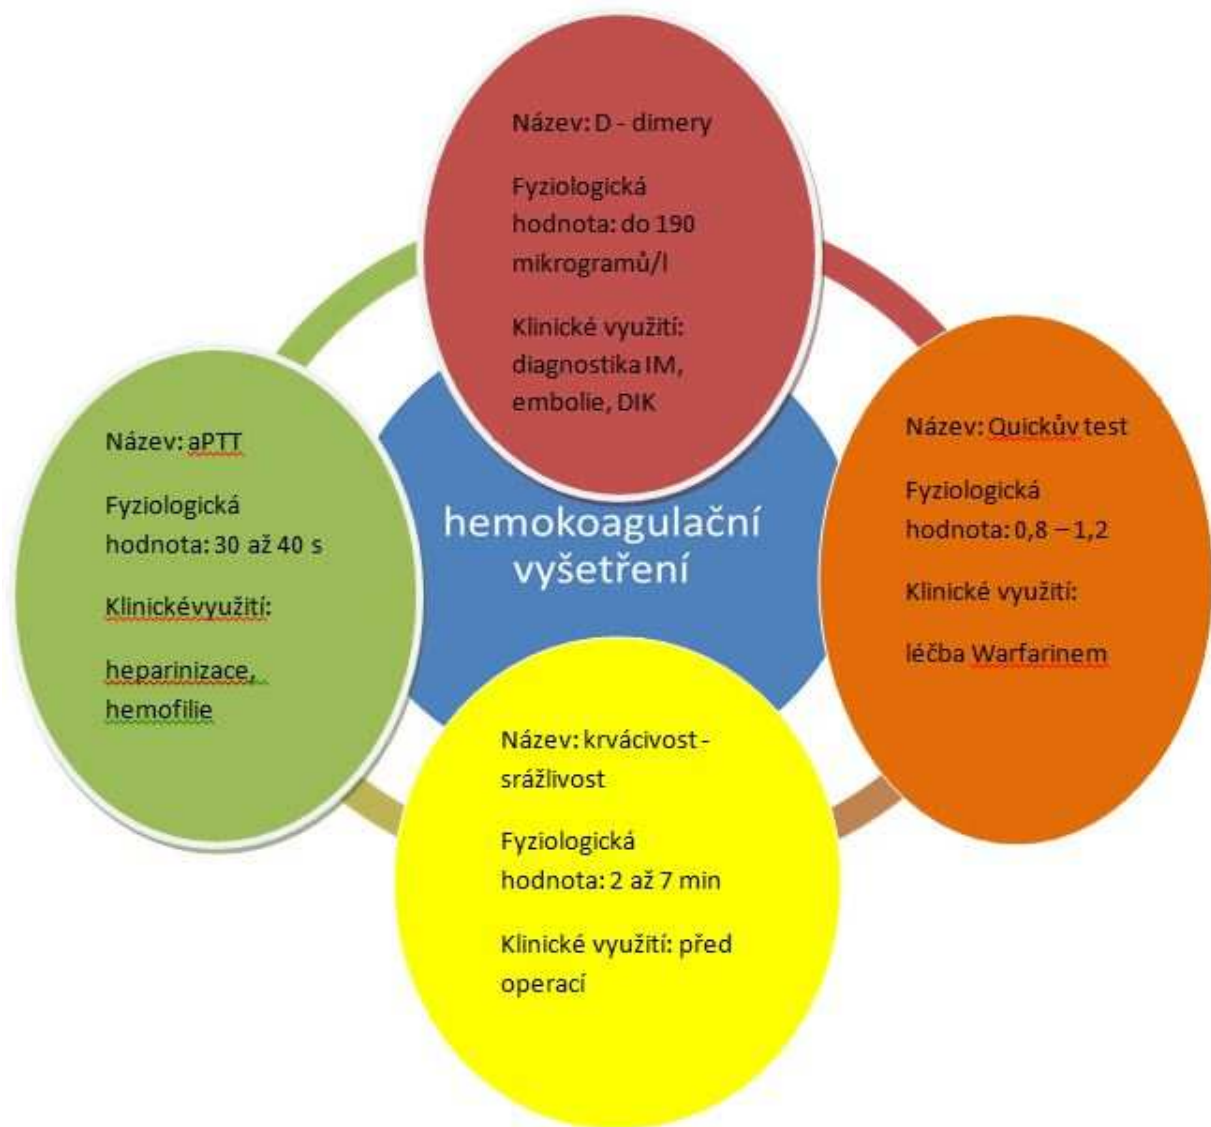 Název: D - dimery
Fyziologická
hodnota: do 190
mikrogramů/l
Klinické využití:
diagnostika IM,
embolie, DIK
Název: aPTT
Fyziologická
hodnota: 30 až 40 s
Klinickévyužití:
heparinizace,
hemofilie
hemokoagulační
vyšetření
Název: Quickův test
Fyziologická
hodnota: 0,8 – 1,2
Klinické využití:
léčba Warfarinem
Název: krvácivost -
srážlivost
Fyziologická
hodnota: 2 až 7 min
Klinické využití: před
operací